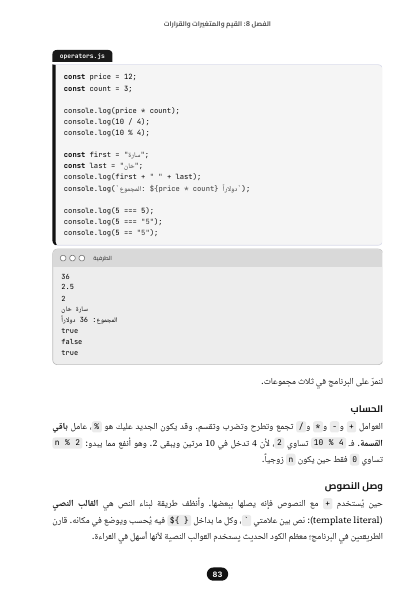 الفصل 8: القيم والمتغيرات والقرارات
operators.js
const price = 12;
const count = 3;
console.log(price * count);
console.log(10 / 4);
console.log(10 % 4);
const first = "سارة";
const last = "خان";
console.log(first + " " + last);
console.log(`المجموع: ${price * count} دولاراً`);
console.log(5 === 5);
console.log(5 === "5");
console.log(5 == "5");
الطرفية
36
2.5
2
سارة خان
المجموع: 36 دولاراً
true
false
true
لنمرّ على البرنامج في ثلاث مجموعات.
الحساب
العوامل + و - و * و / تجمع وتطرح وتضرب وتقسم. وقد يكون الجديد عليك هو %، عامل باقي
القسمة. فـ 10 % 4 تساوي 2، لأن 4 تدخل في 10 مرتين ويبقى 2. وهو أنفع مما يبدو: n % 2
تساوي 0 فقط حين يكون n زوجياً.
وصل النصوص
حين يُستخدم + مع النصوص فإنه يصلها ببعضها. وأنظف طريقة لبناء النص هي القالب النصي
(template literal): نص بين علامتي `، وكل ما بداخل ${ } فيه يُحسب ويوضع في مكانه. قارن
الطريقتين في البرنامج؛ معظم الكود الحديث يستخدم القوالب النصية لأنها أسهل في القراءة.
83